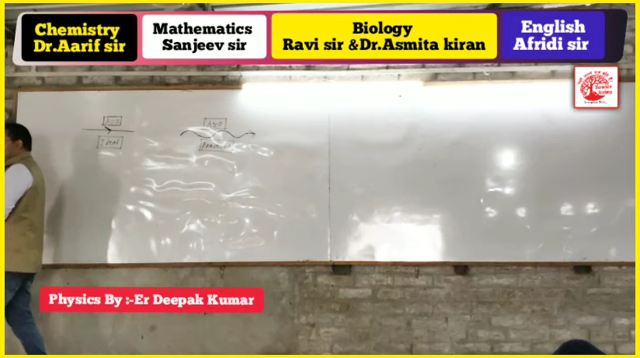 Chemistry
Dr.Aarif sir
Mathematics
Sanjeev sir
Biology
Ravi sir &Dr.Asmita kiran
English
Afridi sir
Physics By :-Er Deepak Kumar